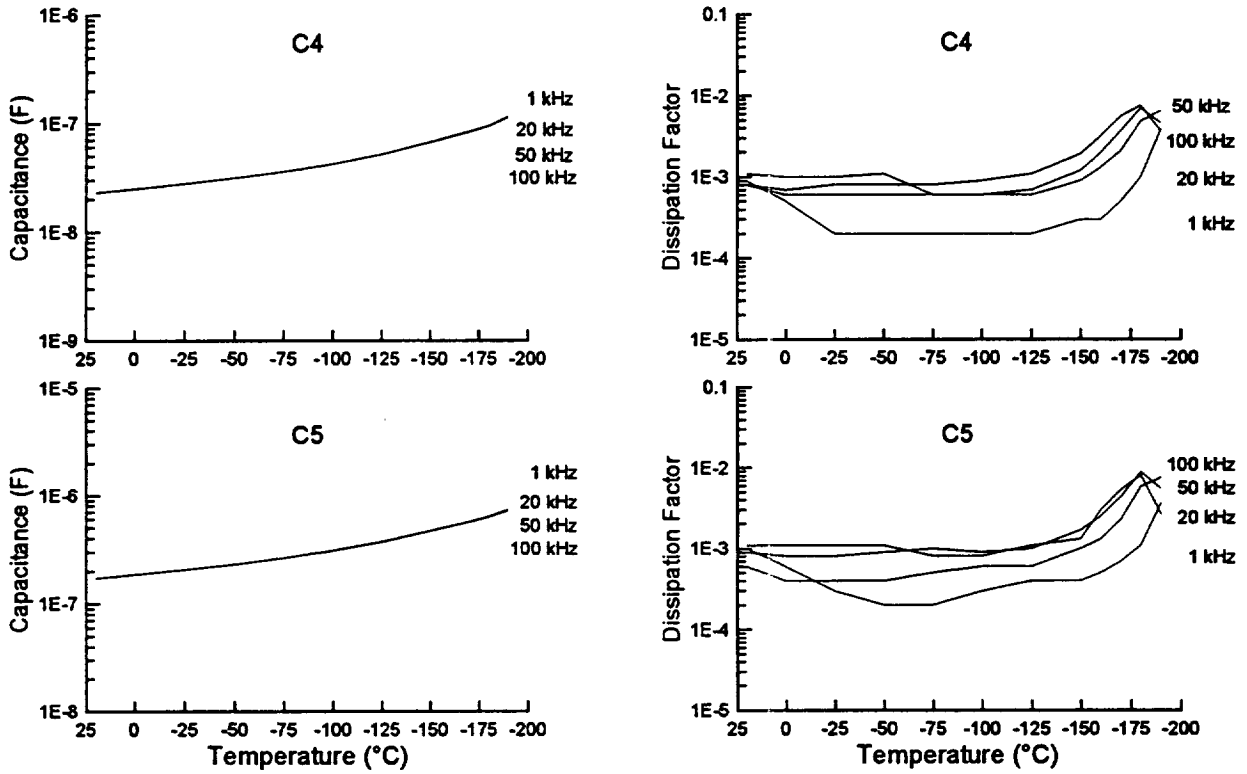 C4
Capacitance (F)
1E-6
1E-7
1E-8
1E-9
1 kHz
20 kHz
50 kHz
100 kHz
25 0 -25 -50 -75 -100 -125 -150 -175 -200
C4
Dissipation Factor
0.1
1E-2
1E-3
1E-4
1E-5
50 kHz
100 kHz
20 kHz
1 kHz
25 0 -25 -50 -75 -100 -125 -150 -175 -200
C5
Capacitance (F)
1E-5
1E-6
1E-7
1E-8
1 kHz
20 kHz
50 kHz
100 kHz
25 0 -25 -50 -75 -100 -125 -150 -175 -200
Temperature (°C)
C5
Dissipation Factor
0.1
1E-2
1E-3
1E-4
1E-5
100 kHz
50 kHz
20 kHz
1 kHz
25 0 -25 -50 -75 -100 -125 -150 -175 -200
Temperature (°C)